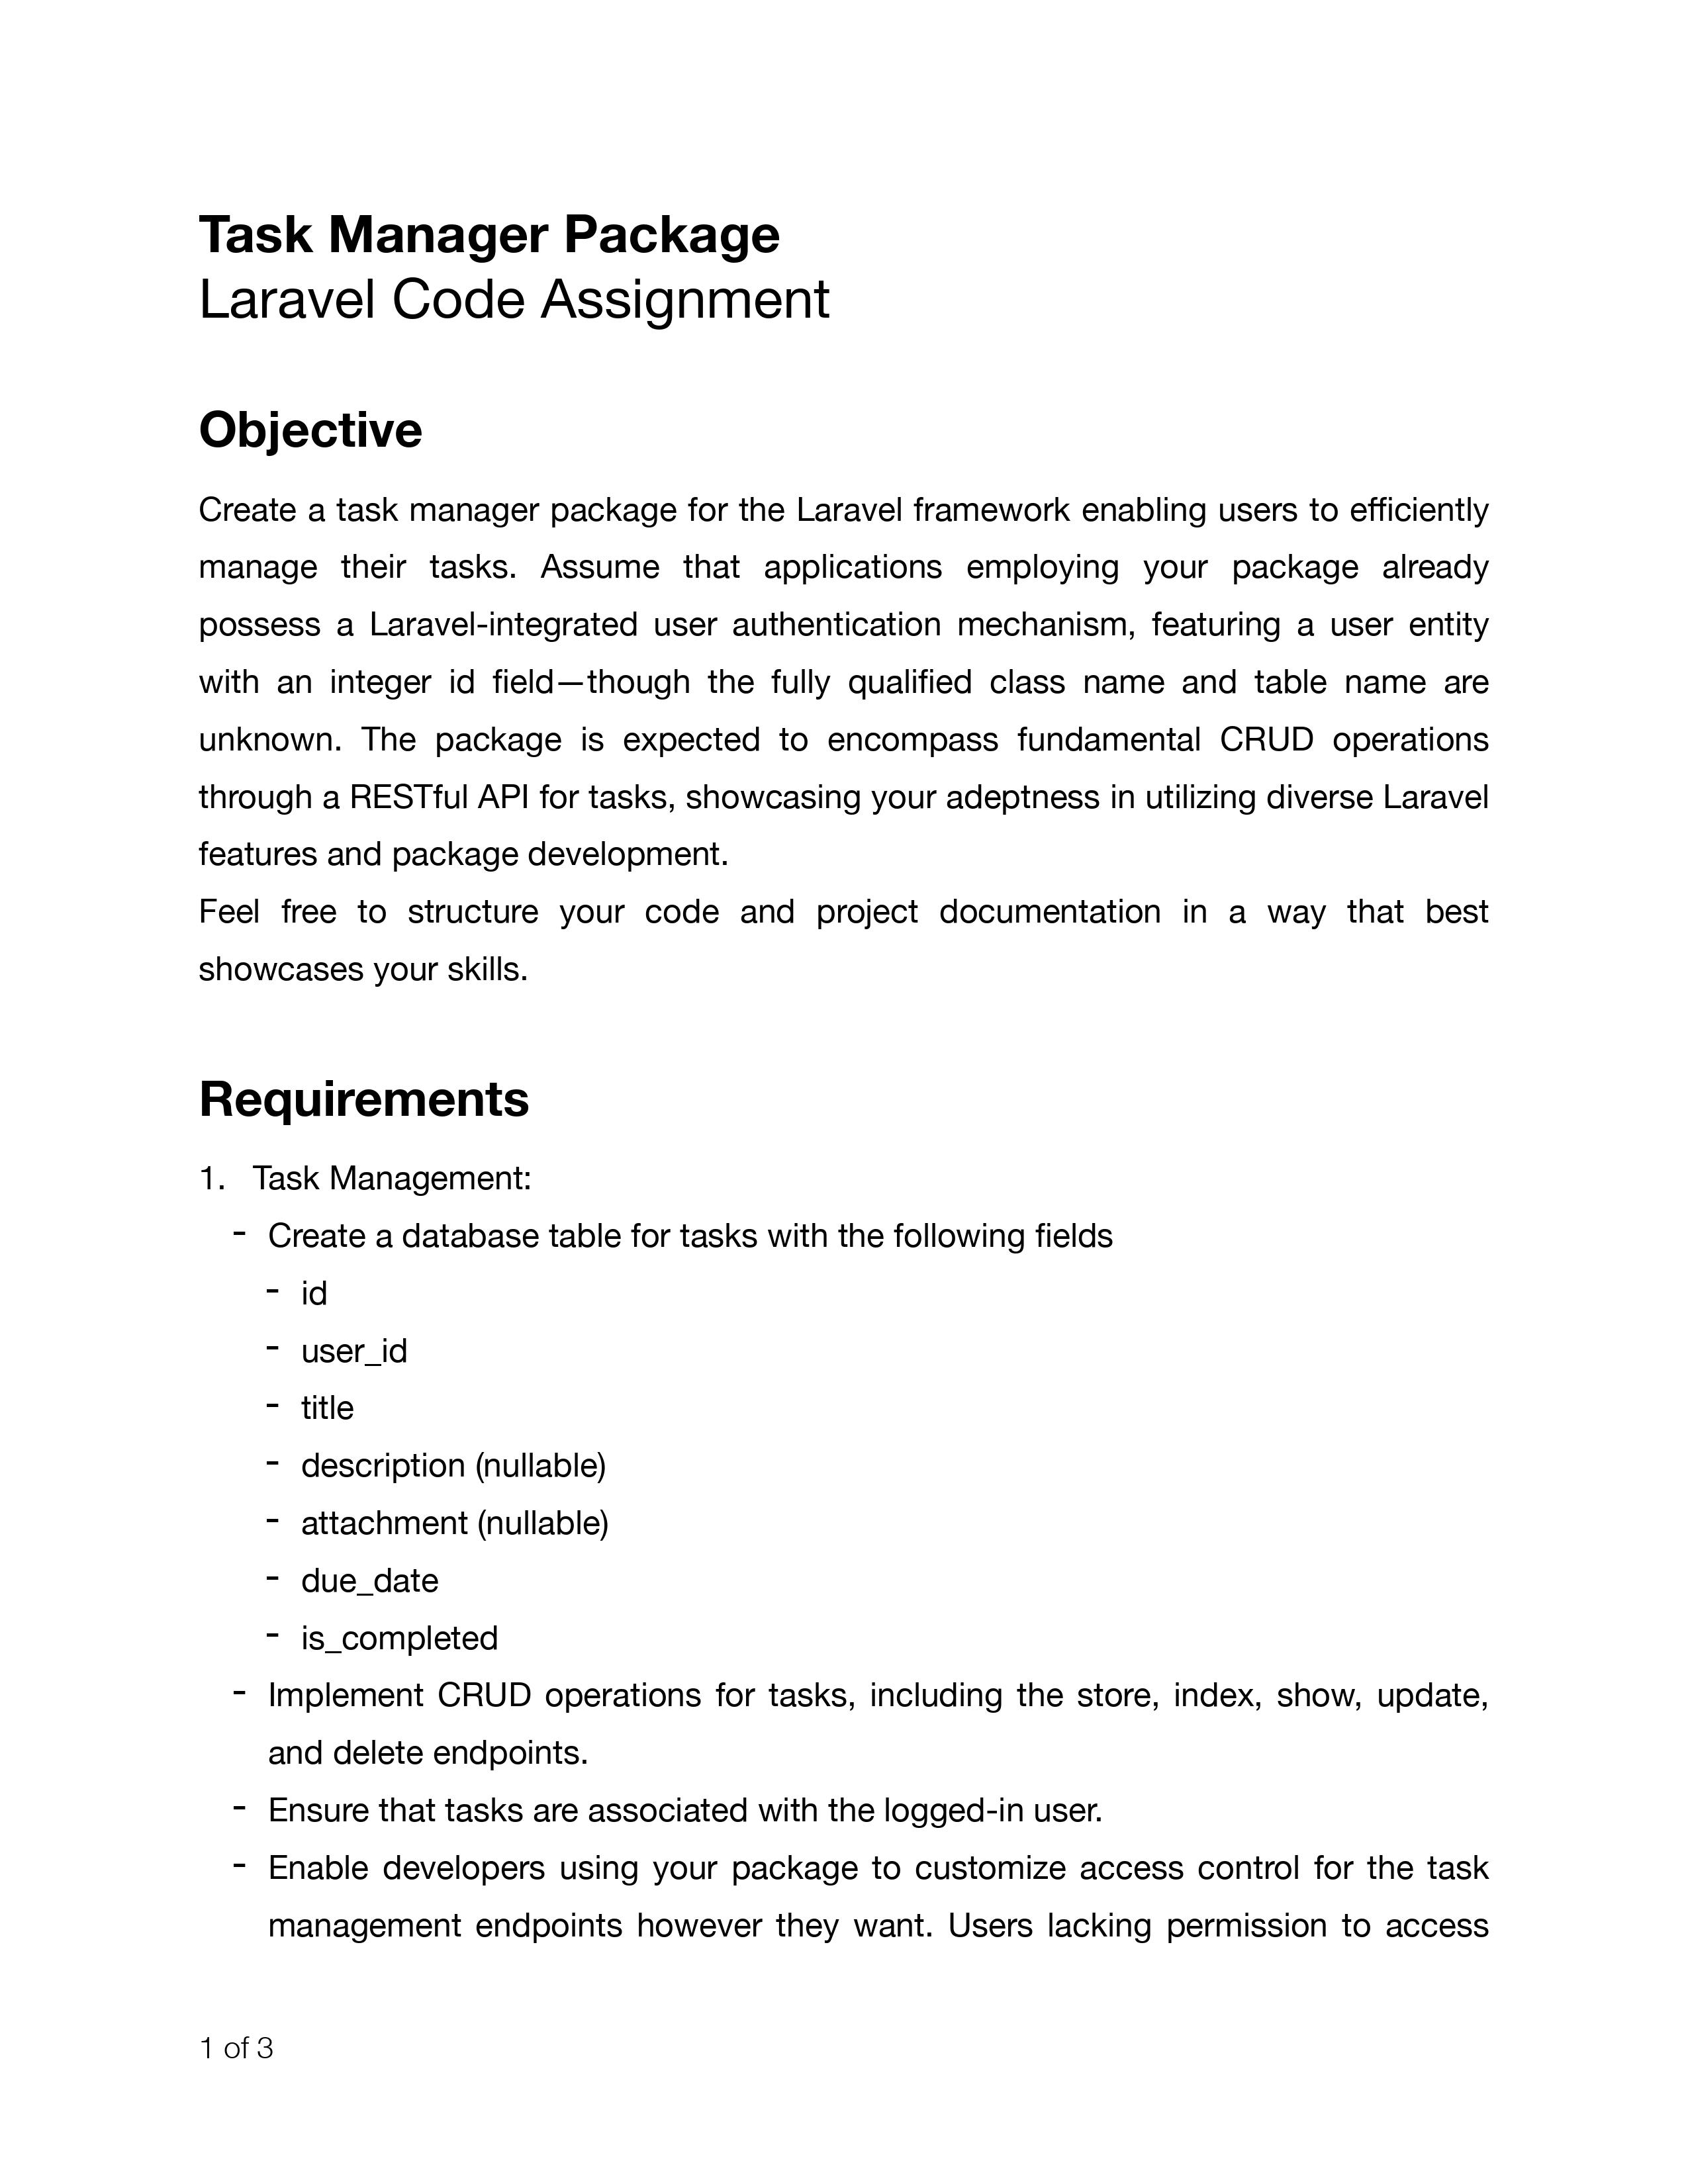 Task Manager Package
Laravel Code Assignment
Objective
Create a task manager package for the Laravel framework enabling users to efficiently
manage their tasks. Assume that applications employing your package already
possess a Laravel-integrated user authentication mechanism, featuring a user entity
with an integer id field—though the fully qualified class name and table name are
unknown. The package is expected to encompass fundamental CRUD operations
through a RESTful API for tasks, showcasing your adeptness in utilizing diverse Laravel
features and package development.
Feel free to structure your code and project documentation in a way that best
showcases your skills.
Requirements
1. Task Management:
- Create a database table for tasks with the following fields
- id
- user_id
- title
- description (nullable)
- attachment (nullable)
- due_date
- is_completed
- Implement CRUD operations for tasks, including the store, index, show, update,
and delete endpoints.
- Ensure that tasks are associated with the logged-in user.
- Enable developers using your package to customize access control for the task
management endpoints however they want. Users lacking permission to access
1 of 3